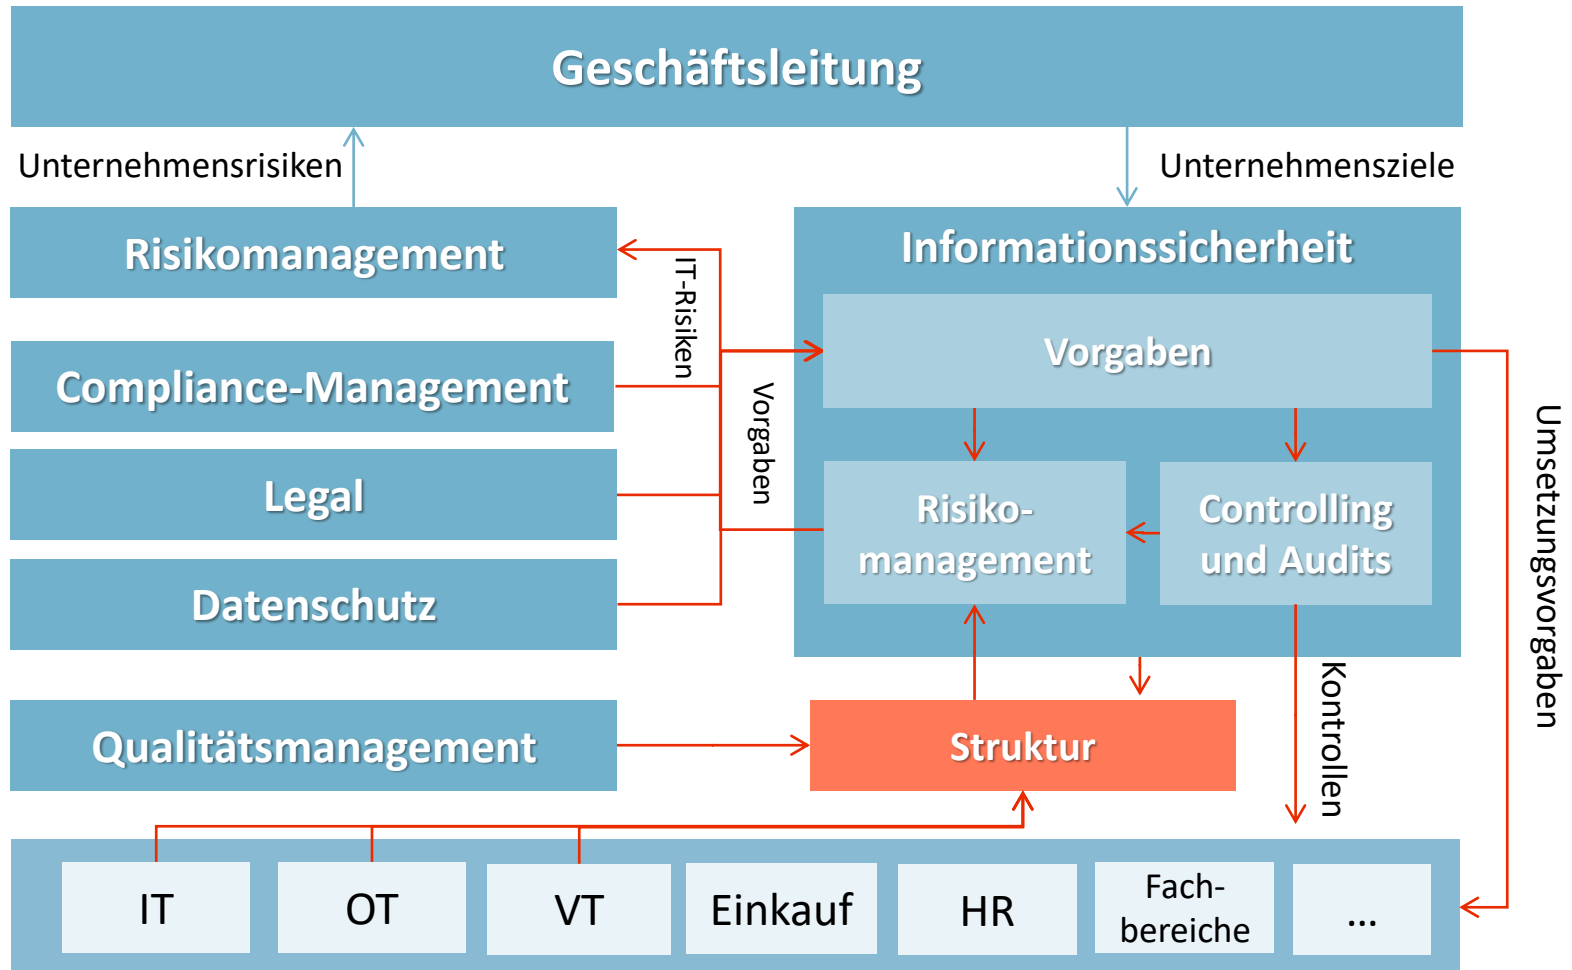 Geschäftsleitung
Unternehmensrisiken
Unternehmensziele
Risikomanagement
Informationssicherheit
IT-Risiken
Vorgaben
Compliance-Management
Vorgaben
Umsetzungsvorgaben
Legal
Risiko-
management
Controlling
und Audits
Datenschutz
Kontrollen
Qualitätsmanagement
Struktur
IT
OT
VT
Einkauf
HR
Fach-
bereiche
...